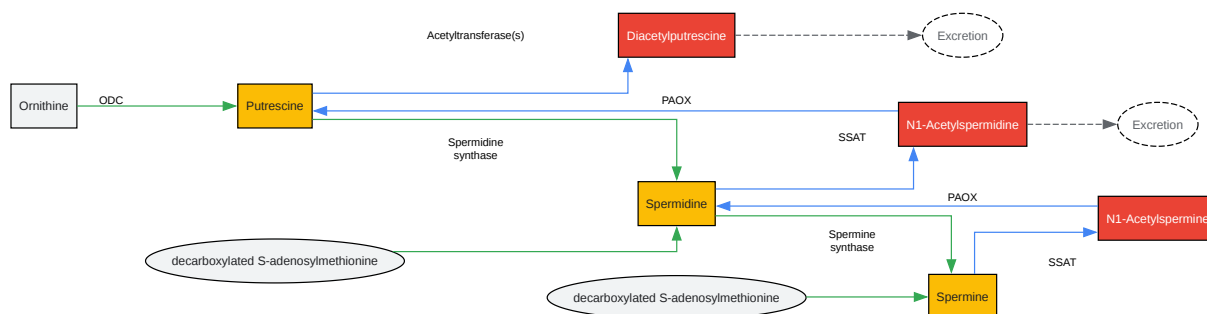 Acetyltransferase(s)
Diacetylputrescine
Excretion
Ornithine
ODC
Putrescine
PAOX
N1-Acetylspermidine
Excretion
Spermidine
synthase
SSAT
Spermidine
PAOX
N1-Acetylspermine
Spermine
synthase
decarboxylated S-adenosylmethionine
SSAT
decarboxylated S-adenosylmethionine
Spermine